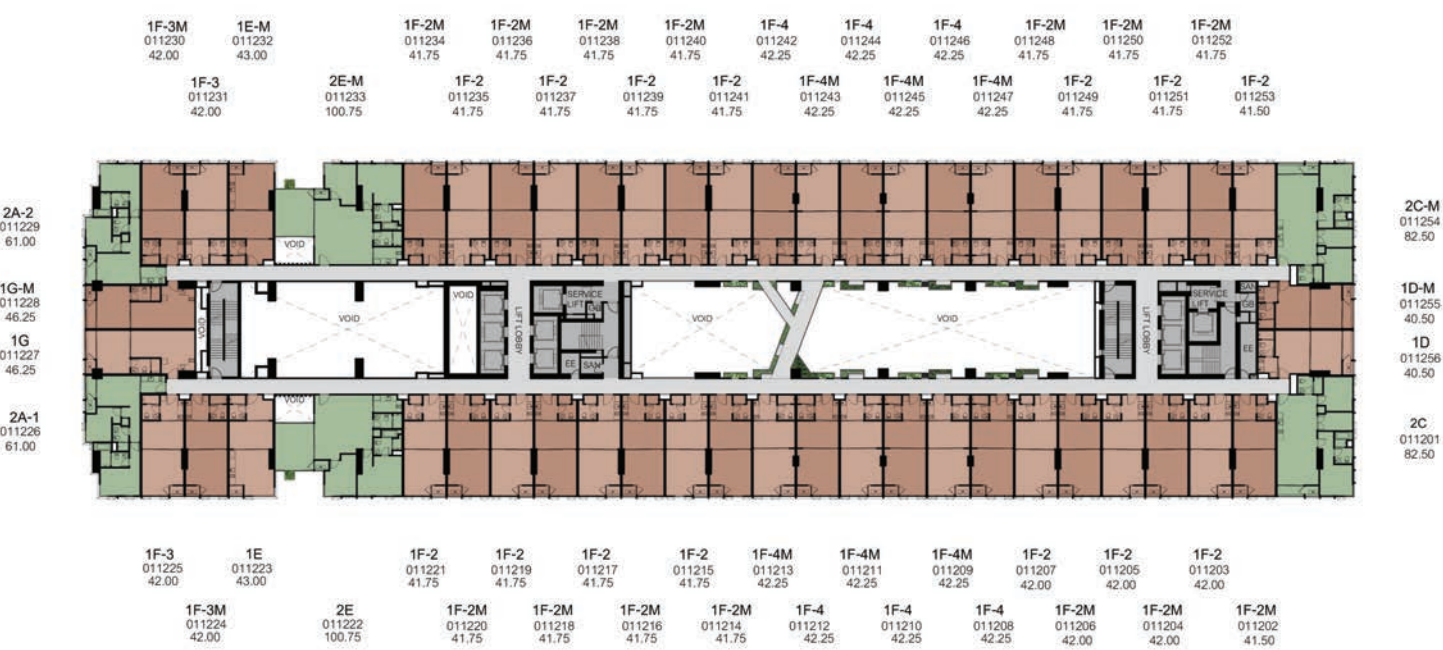 1F-3M
011230
42.00
1E-M
011232
43.00
1F-2M
011234
41.75
1F-2M
011236
41.75
1F-2M
011238
41.75
1F-2M
011240
41.75
1F-4
011242
42.25
1F-4
011244
42.25
1F-4
011246
42.25
1F-2M
011248
41.75
1F-2M
011250
41.75
1F-2M
011252
41.75
1F-3
011231
42.00
2E-M
011233
100.75
1F-2
011235
41.75
1F-2
011237
41.75
1F-2
011239
41.75
1F-2
011241
41.75
1F-4M
011243
42.25
1F-4M
011245
42.25
1F-4M
011247
42.25
1F-2
011249
41.75
1F-2
011251
41.75
1F-2
011253
41.50
2A-2
011229
61.00
1G-M
011228
46.25
1G
011227
46.25
2A-1
011226
61.00
VOID
VOID
VOID
VOID
LIFT LOBBY
SERVICE
LIFT
GB
EE
SAN
VOID
VOID
LIFT LOBBY
SERVICE
LIFT
SAN
GB
EE
VOID
2C-M
011254
82.50
1D-M
011255
40.50
1D
011256
40.50
2C
011201
82.50
1F-3
011225
42.00
1E
011223
43.00
1F-2
011221
41.75
1F-2
011219
41.75
1F-2
011217
41.75
1F-2
011215
41.75
1F-4M
011213
42.25
1F-4M
011211
42.25
1F-4M
011209
42.25
1F-2
011207
42.00
1F-2
011205
42.00
1F-2
011203
42.00
1F-3M
011224
42.00
2E
011222
100.75
1F-2M
011220
41.75
1F-2M
011218
41.75
1F-2M
011216
41.75
1F-2M
011214
41.75
1F-4
011212
42.25
1F-4
011210
42.25
1F-4
011208
42.25
1F-2M
011206
42.00
1F-2M
011204
42.00
1F-2M
011202
41.50